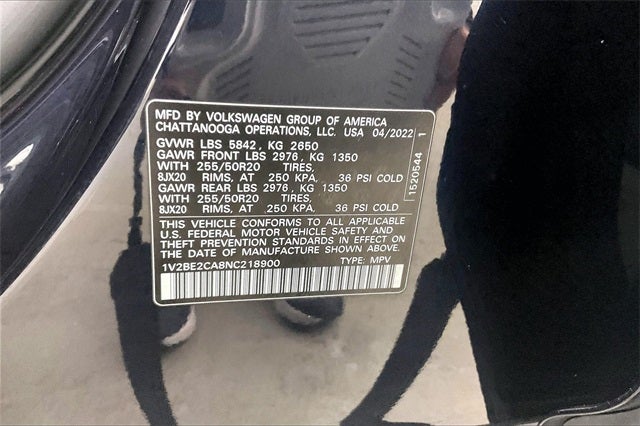 MFD BY VOLKSWAGEN GROUP OF AMERICA
CHATTANOOGA OPERATIONS, LLC. USA 04/2022
GVWR LBS 5842, KG 2650
GAWR FRONT LBS 2976, KG 1350
WITH 255/50R20 TIRES,
8JX20 RIMS, AT 250 KPA, 36 PSI COLD
GAWR REAR LBS 2976, KG 1350
WITH 255/50R20 TIRES,
8JX20 RIMS, AT 250 KPA, 36 PSI COLD
THIS VEHICLE CONFORMS TO ALL APPLICABLE
U.S. FEDERAL MOTOR VEHICLE SAFETY AND
THEFT PREVENTION STANDARDS IN EFFECT ON
THE DATE OF MANUFACTURE SHOWN ABOVE.
1V2BE2CA8NC218900 TYPE: MPV
1520544 1